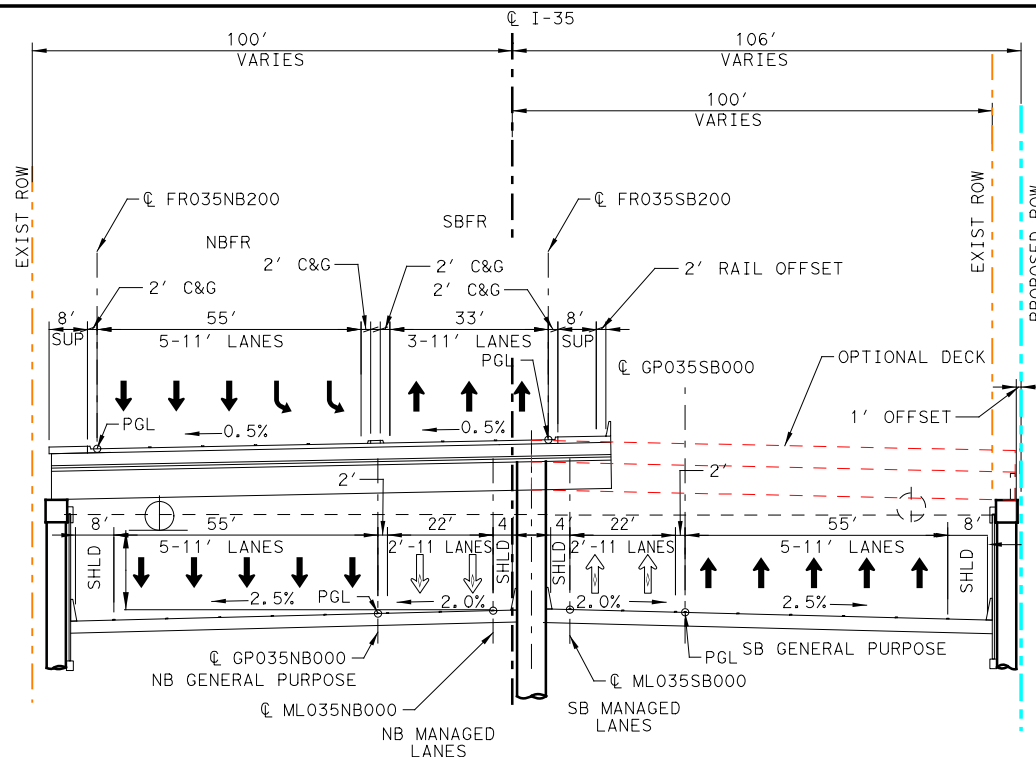 ℄ I-35
100'
VARIES
106'
VARIES
100'
VARIES
EXIST ROW
EXIST ROW
PROPOSED ROW
℄ FR035NB200
℄ FR035SB200
NBFR
SBFR
2' C&G
2' C&G
2' C&G
2' C&G
2' RAIL OFFSET
8'
SUP
55'
5-11' LANES
33'
3-11' LANES
8'
SUP
PGL
℄ GP035SB000
OPTIONAL DECK
1' OFFSET
PGL
0.5%
0.5%
2'
2'
8'
SHLD
55'
5-11' LANES
22'
2'-11 LANES
4
SHLD
4'
SHLD
22'
2'-11 LANES
55'
5-11' LANES
8'
SHLD
2.5%
PGL
2.0%
2.0%
2.5%
℄ GP035NB000
NB GENERAL PURPOSE
SB GENERAL PURPOSE
PGL
℄ ML035NB000
℄ ML035SB000
NB MANAGED
LANES
SB MANAGED
LANES